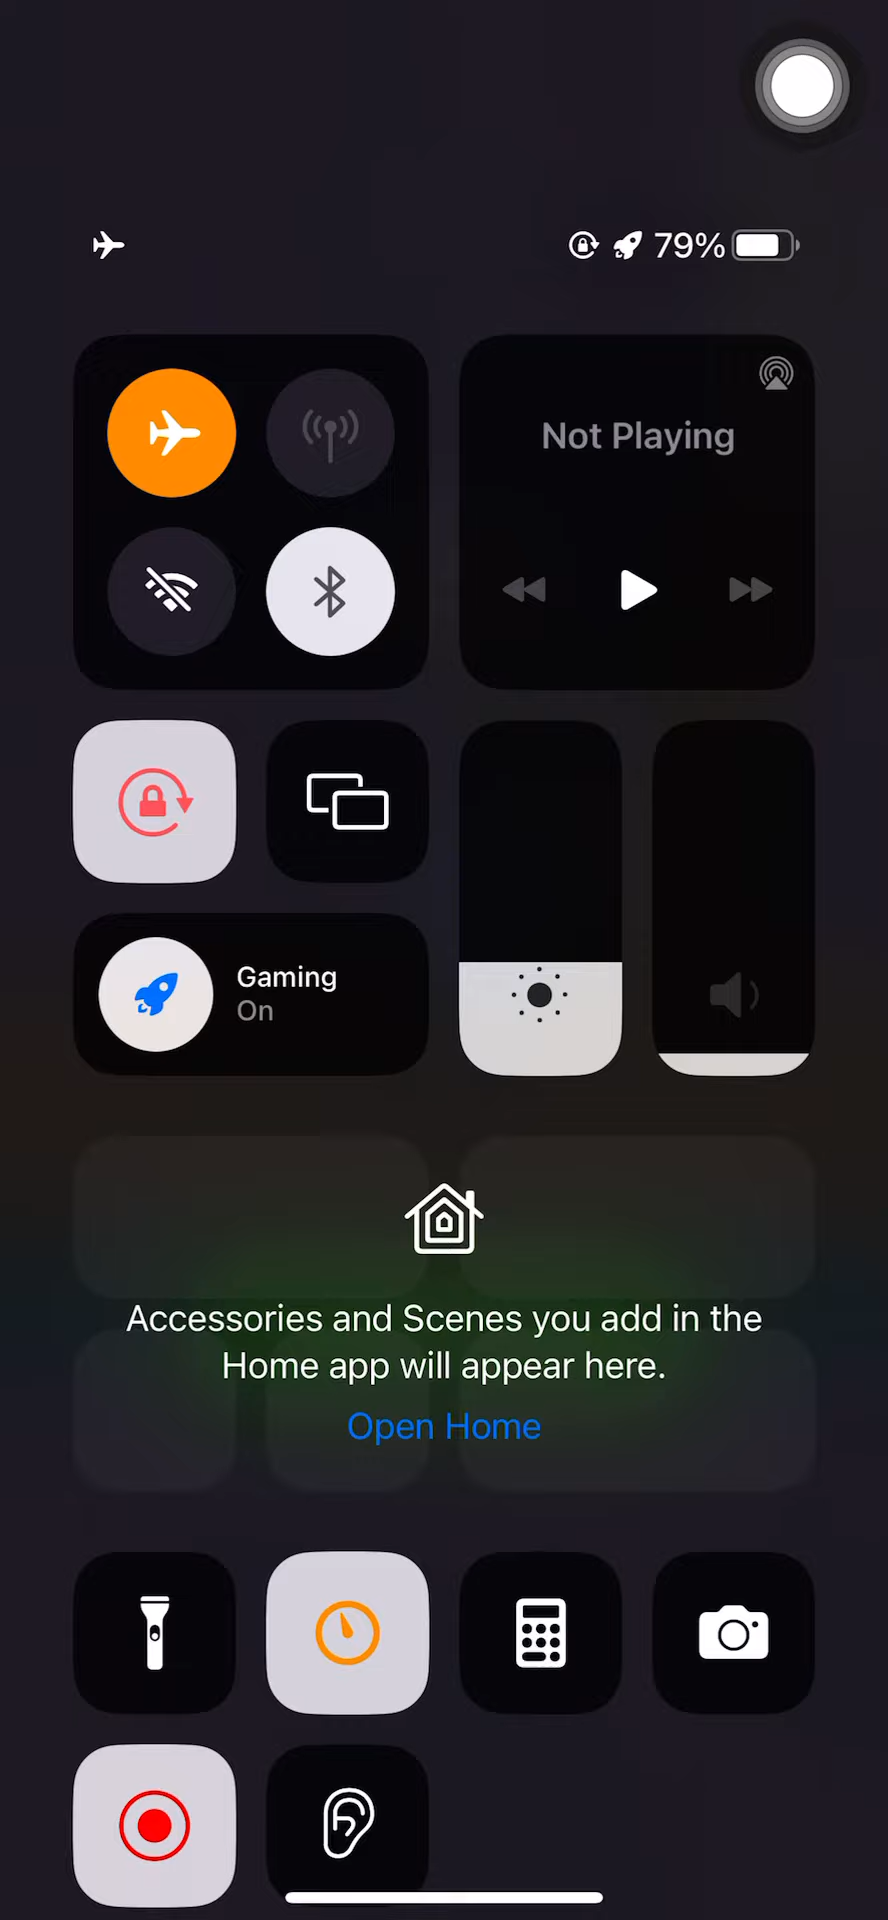 79%
Not Playing
Gaming
On
Accessories and Scenes you add in the
Home app will appear here.
Open Home